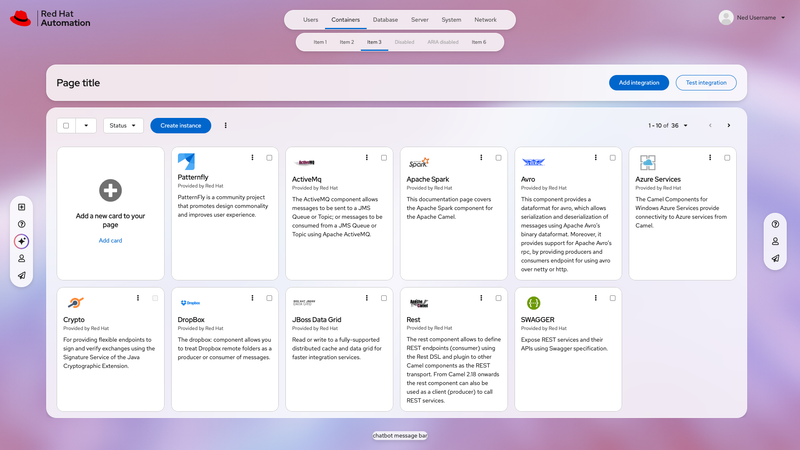 Red Hat
Automation
Users Containers Database Server System Network
Ned Username
Item 1 Item 2 Item 3 Disabled ARIA disabled Item 6
Page title
Add integration Test integration
Status Create instance 1 - 10 of 36
Add a new card to your
page
Add card
Patternfly
Provided by Red Hat
PatternFly is a community project
that promotes design commonality
and improves user experience.
ActiveMq
Provided by Red Hat
The ActiveMQ component allows
messages to be sent to a JMS
Queue or Topic; or messages to be
consumed from a JMS Queue or
Topic using Apache ActiveMQ.
Spark
Apache Spark
Provided by Red Hat
This documentation page covers
the Apache Spark component for
the Apache Camel.
Avro
Provided by Red Hat
This component provides a
dataformat for avro, which allows
serialization and deserialization of
messages using Apache Avro's
binary dataformat. Moreover, it
provides support for Apache Avro's
rpc, by providing producers and
consumers endpoint for using avro
over netty or http.
Azure Services
Provided by Red Hat
The Camel Components for
Windows Azure Services provide
connectivity to Azure services from
Camel.
Crypto
Provided by Red Hat
For providing flexible endpoints to
sign and verify exchanges using the
Signature Service of the Java
Cryptographic Extension.
Dropbox
DropBox
Provided by Red Hat
The dropbox: component allows you
to treat Dropbox remote folders as a
producer or consumer of messages.
JBoss Data Grid
Provided by Red Hat
Read or write to a fully-supported
distributed cache and data grid for
faster integration services.
Rest
Provided by Red Hat
The rest component allows to define
REST endpoints (consumer) using
the Rest DSL and plugin to other
Camel components as the REST
transport. From Camel 2.18 onwards
the rest component can also be
used as a client (producer) to call
REST services.
SWAGGER
Provided by Red Hat
Expose REST services and their
APIs using Swagger specification.
chatbot message bar